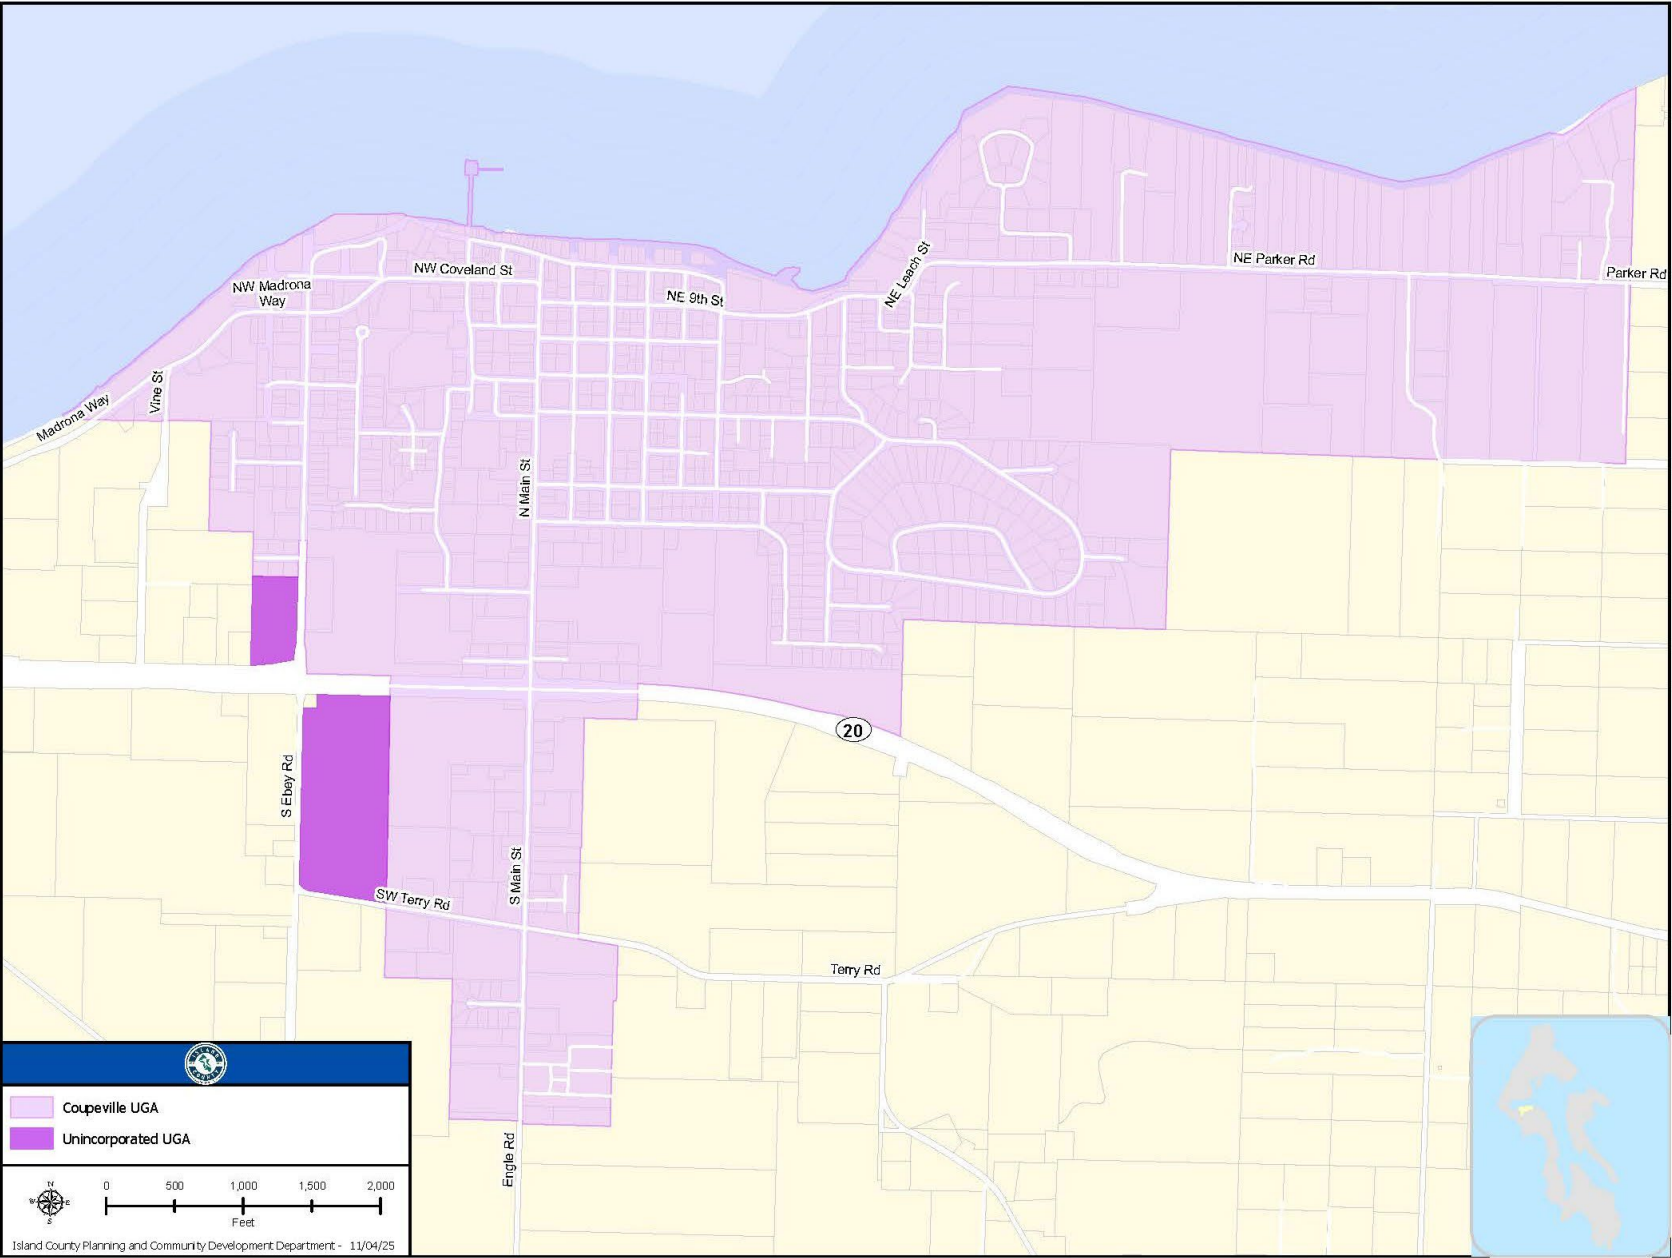 NW Coveland St
NW Madrona
Way
NE 9th St
NE Leach St
NE Parker Rd
Parker Rd
Vine St
Madrona Way
N Main St
20
S Ebey Rd
S Main St
SW Terry Rd
Terry Rd
Engle Rd
ISLAND
COUNTY
Coupeville UGA
Unincorporated UGA
N
W
E
S
0 500 1,000 1,500 2,000
Feet
Island County Planning and Community Development Department - 11/04/25